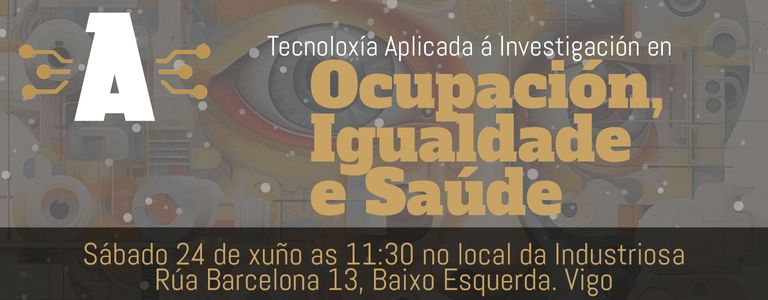 A
Tecnoloxía Aplicada á Investigación en
Ocupación,
Igualdade
e Saúde
Sábado 24 de xuño as 11:30 no local da Industriosa
Rúa Barcelona 13, Baixo Esquerda. Vigo